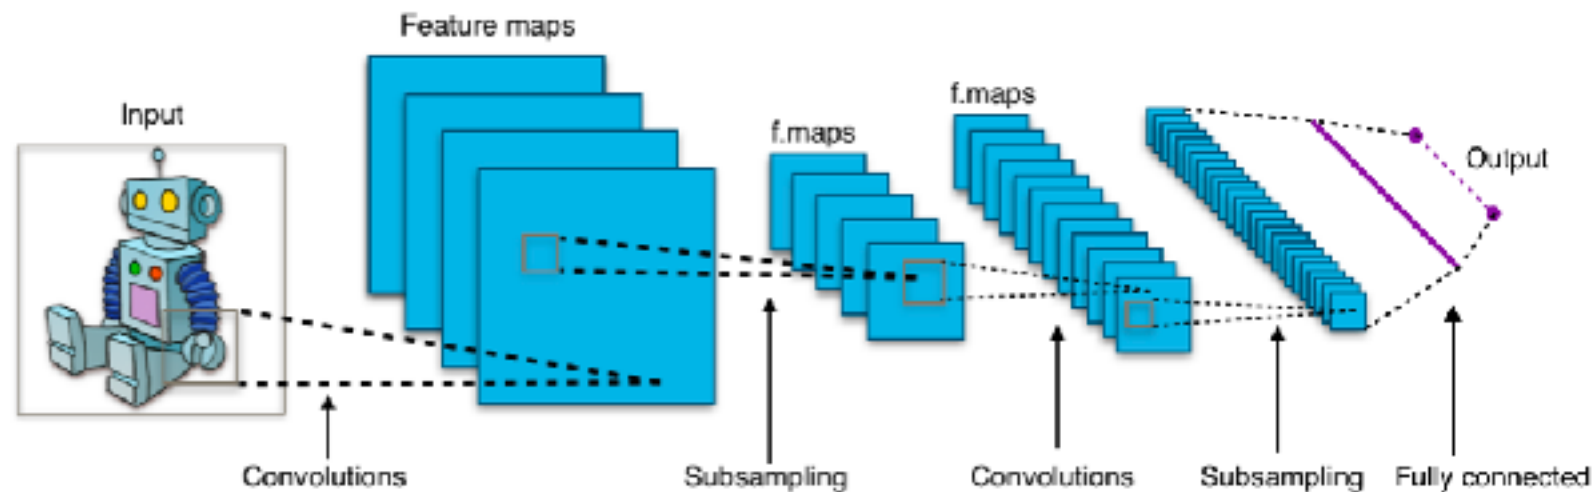 Feature maps
f.maps
f.maps
Input
Output
Convolutions
Subsampling
Convolutions
Subsampling
Fully connected